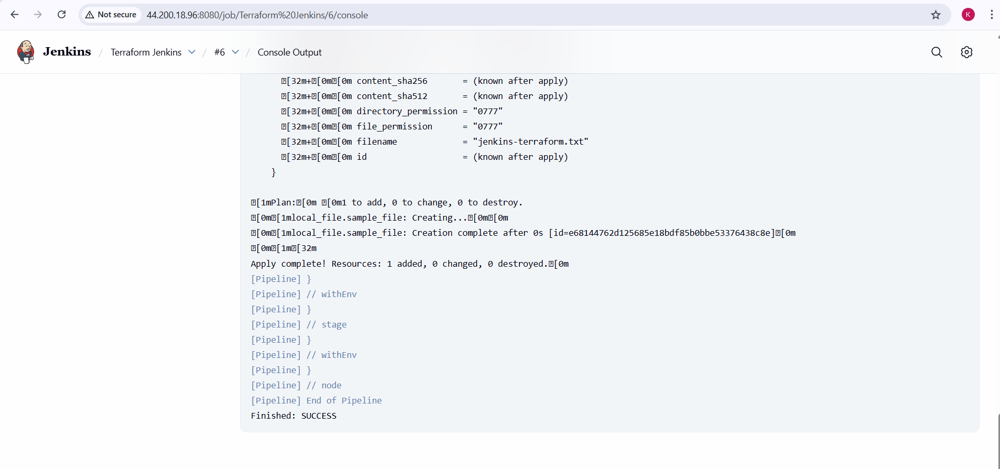 Not secure 44.200.18.96:8080/job/Terraform%20Jenkins/6/console K
Jenkins / Terraform Jenkins / #6 / Console Output
␛[32m+␛[0m␛[0m content_sha256       = (known after apply)
␛[32m+␛[0m␛[0m content_sha512       = (known after apply)
␛[32m+␛[0m␛[0m directory_permission = "0777"
␛[32m+␛[0m␛[0m file_permission      = "0777"
␛[32m+␛[0m␛[0m filename             = "jenkins-terraform.txt"
␛[32m+␛[0m␛[0m id                   = (known after apply)
}
␛[1mPlan:␛[0m ␛[0m1 to add, 0 to change, 0 to destroy.
␛[0m␛[1mlocal_file.sample_file: Creating...␛[0m␛[0m
␛[0m␛[1mlocal_file.sample_file: Creation complete after 0s [id=e68144762d125685e18bdf85b0bbe53376438c8e]␛[0m
␛[0m␛[1m␛[32m
Apply complete! Resources: 1 added, 0 changed, 0 destroyed.␛[0m
[Pipeline] }
[Pipeline] // withEnv
[Pipeline] }
[Pipeline] // stage
[Pipeline] }
[Pipeline] // withEnv
[Pipeline] }
[Pipeline] // node
[Pipeline] End of Pipeline
Finished: SUCCESS